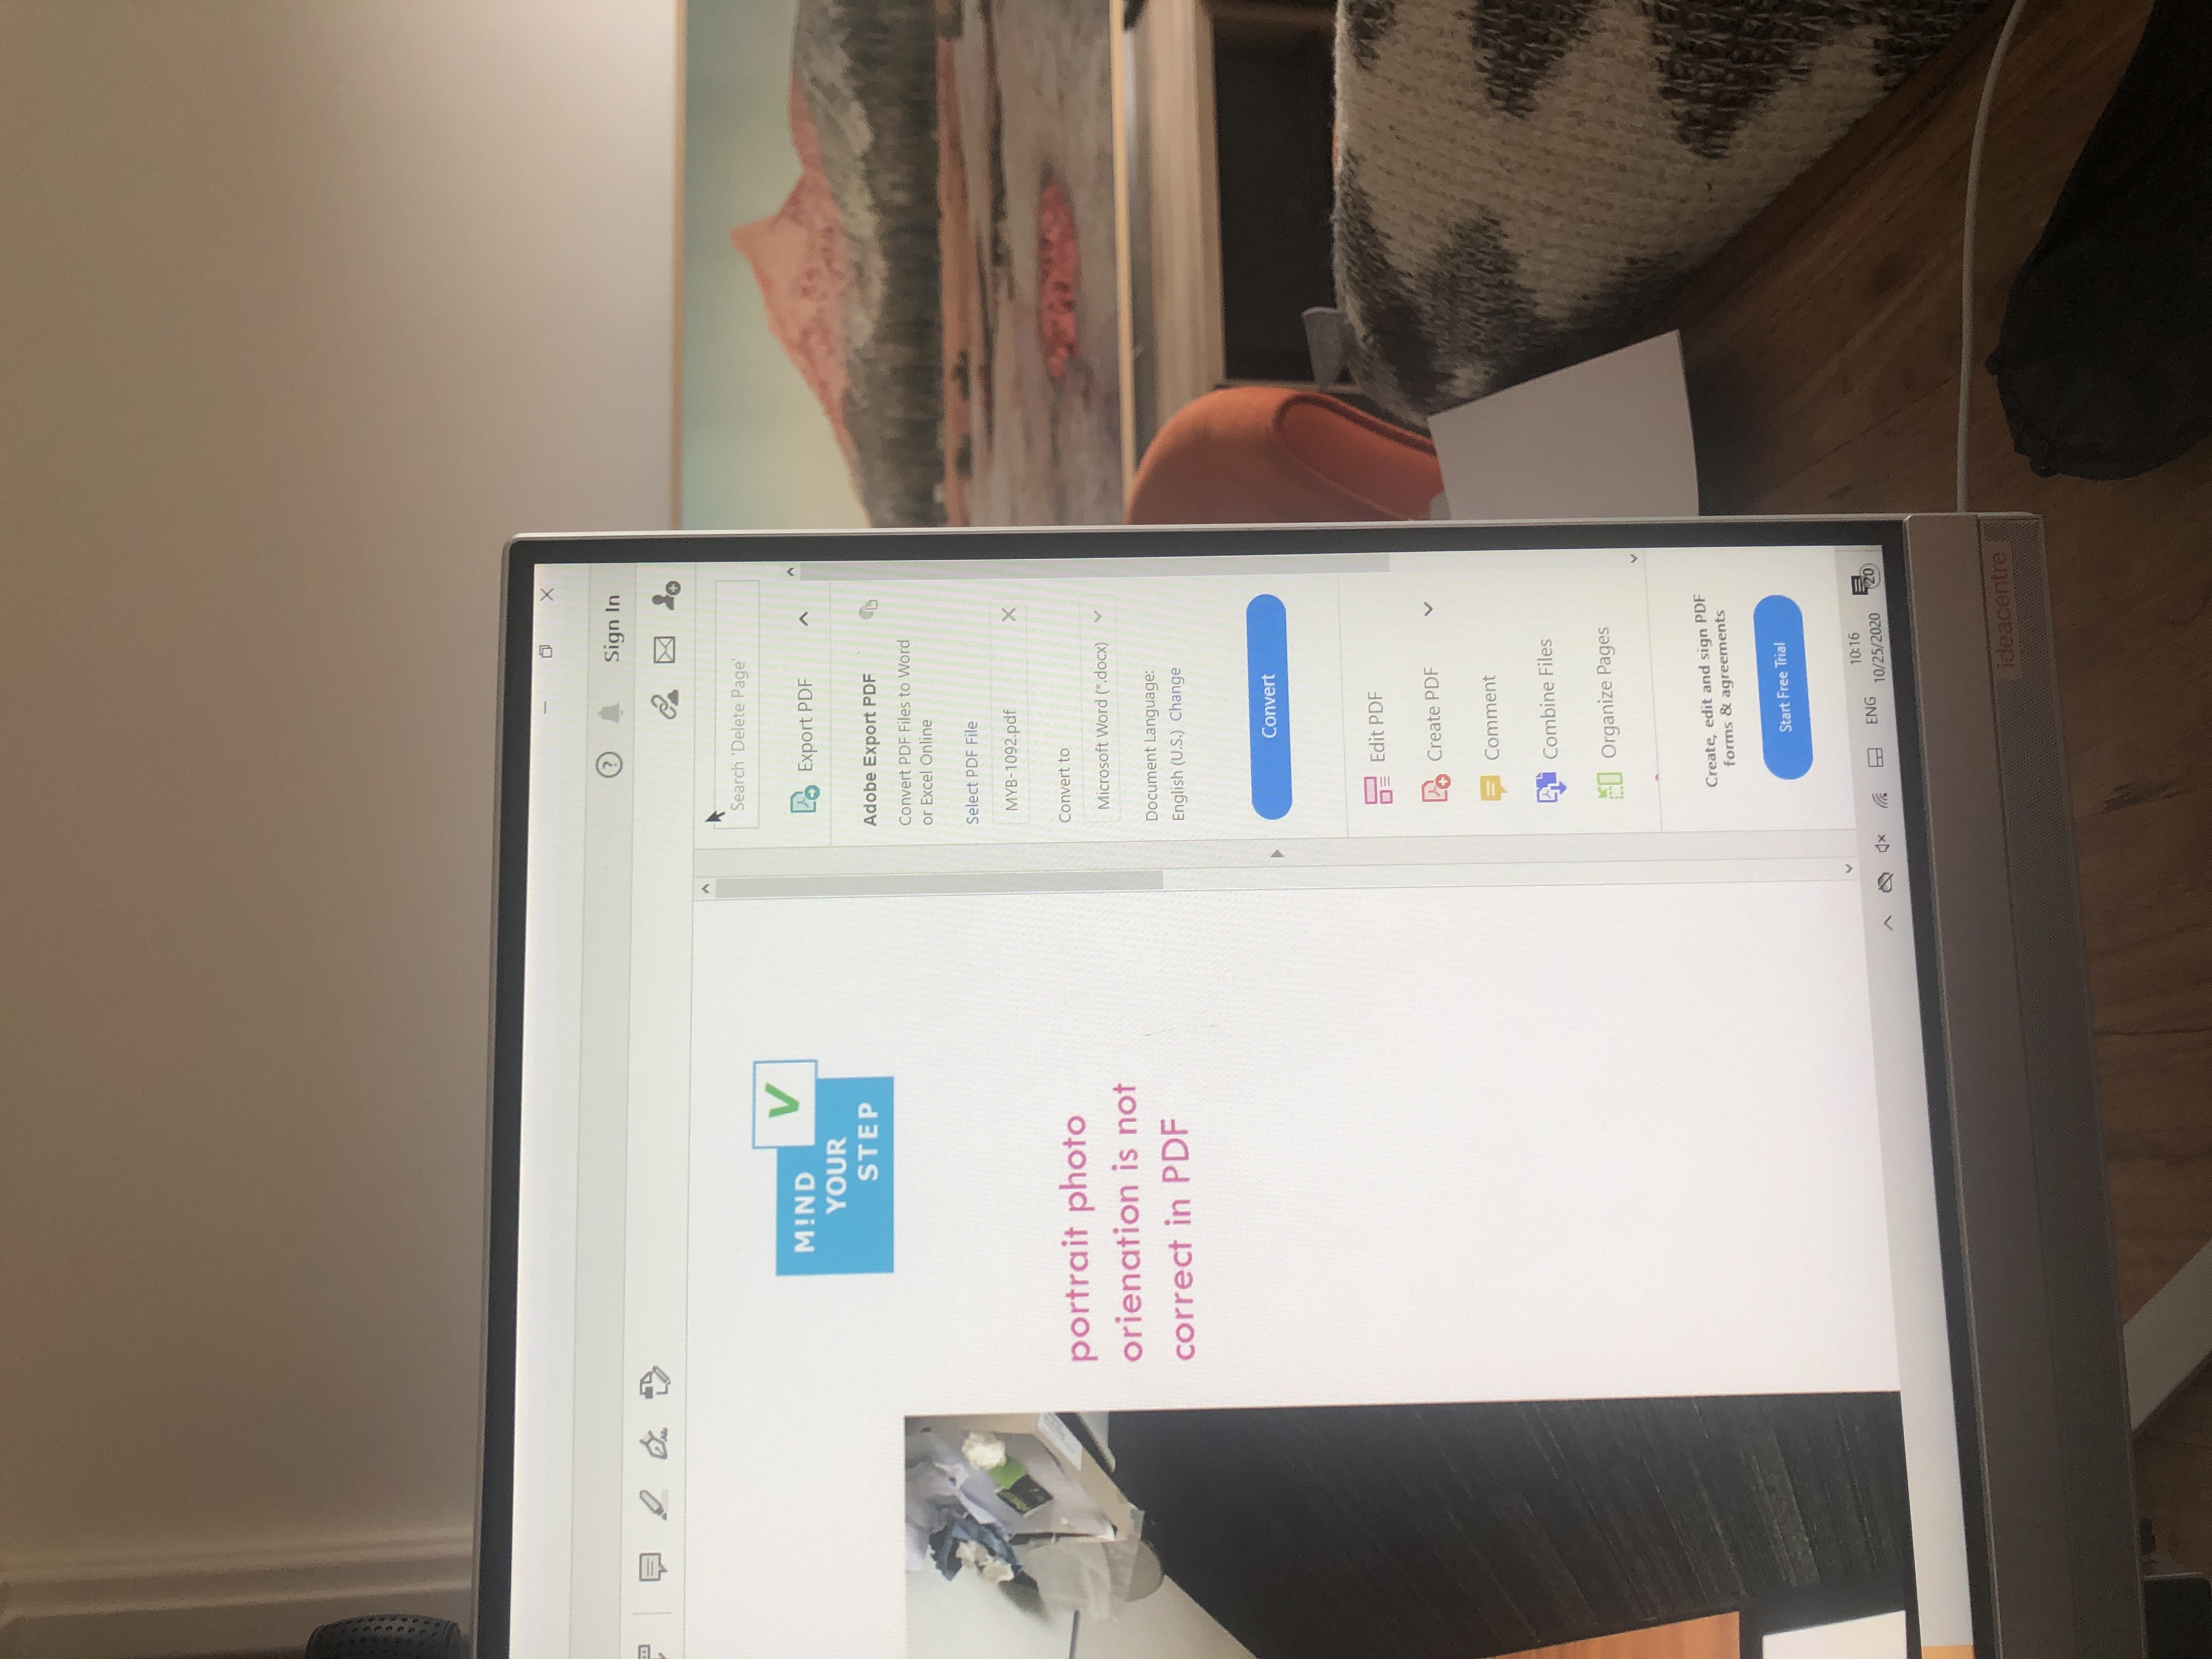 Sign In
Search 'Delete Page'
M!ND
V
YOUR
STEP
Export PDF
Adobe Export PDF
Convert PDF Files to Word
or Excel Online
Select PDF File
MYB-1092.pdf
portrait photo
orienation is not
correct in PDF
Convert to
Microsoft Word (*.docx)
Document Language:
English (U.S.) Change
Convert
Edit PDF
Create PDF
Comment
Combine Files
Organize Pages
Create, edit and sign PDF
forms & agreements
Start Free Trial
ENG
10:16
10/25/2020
20
ideacentre